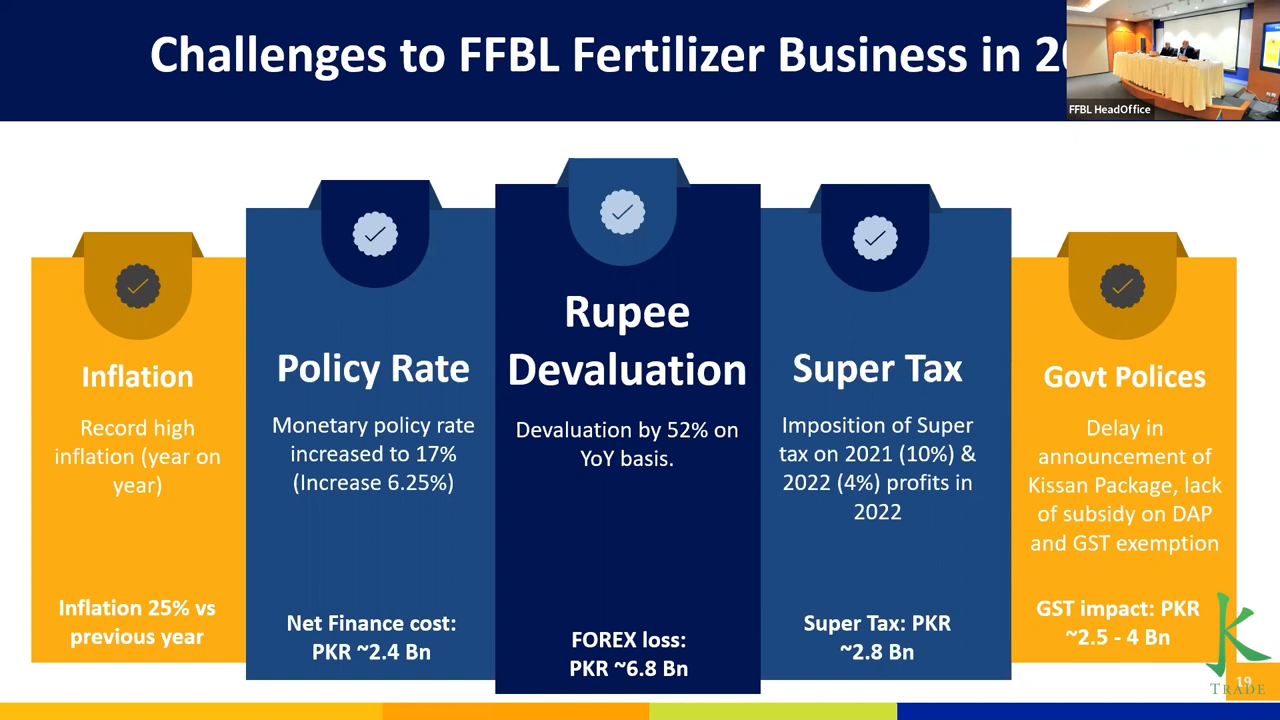 Challenges to FFBL Fertilizer Business in
FFBL HeadOffice
Inflation
Record high
inflation (year on
year)
Inflation 25% vs
previous year
Policy Rate
Monetary policy rate
increased to 17%
(Increase 6.25%)
Net Finance cost:
PKR ~2.4 Bn
Rupee
Devaluation
Devaluation by 52% on
YoY basis.
FOREX loss:
PKR ~6.8 Bn
Super Tax
Imposition of Super
tax on 2021 (10%) &
2022 (4%) profits in
2022
Super Tax: PKR
~2.8 Bn
Govt Polices
Delay in
announcement of
Kissan Package, lack
of subsidy on DAP
and GST exemption
GST impact: PKR
~2.5 - 4 Bn
K
TRADE
19